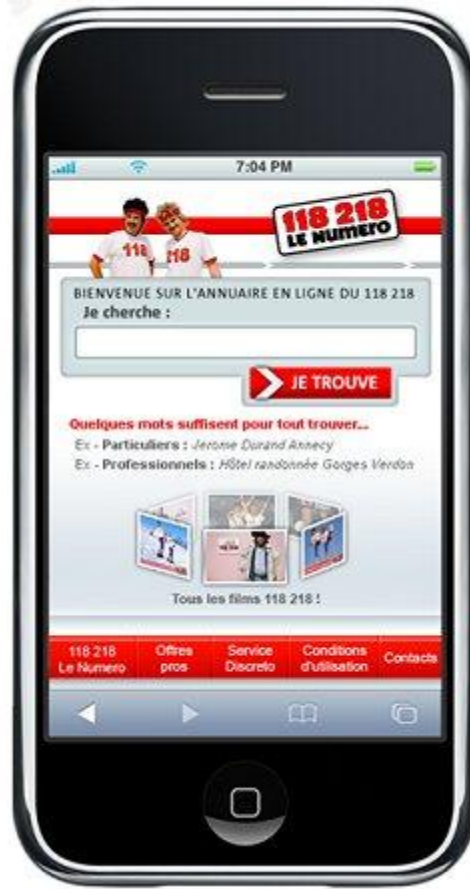 7:04 PM
118 218
LE NUMERO
118 218
BIENVENUE SUR L'ANNUAIRE EN LIGNE DU 118 218
Je cherche :
JE TROUVE
Quelques mots suffisent pour tout trouver...
Ex - Particuliers : Jerome Durand Annecy
Ex - Professionnels : Hôtel randonnée Gorges Verdon
Tous les films 118 218 !
118 218 Offres Service Conditions Contacts
Le Numero pros Discreto d'utilisation